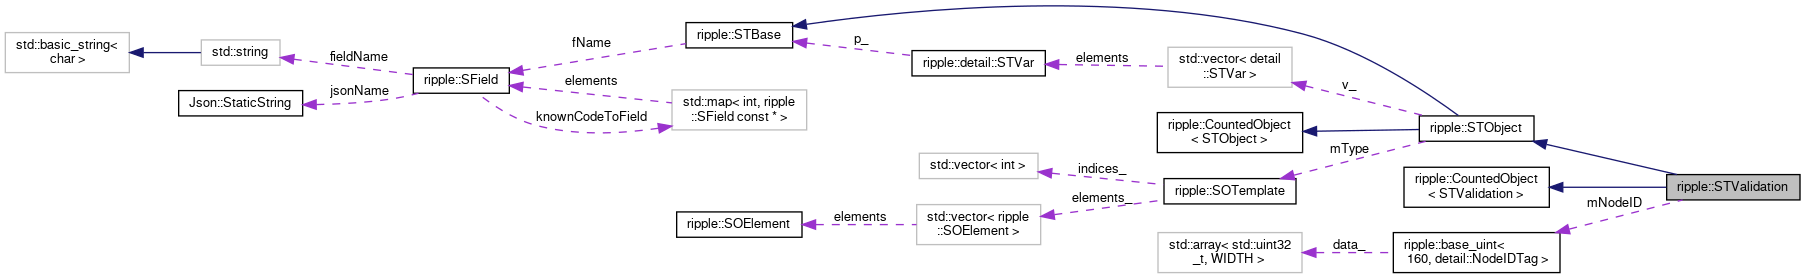 std::basic_string<
char >
std::string
fieldName
jsonName
Json::StaticString
ripple::SField
fName
elements
knownCodeToField
std::map< int, ripple
::SField const * >
ripple::STBase
p_
ripple::detail::STVar
elements
std::vector< detail
::STVar >
v_
ripple::CountedObject
< STObject >
ripple::STObject
mType
std::vector< int >
indices_
ripple::SOTemplate
elements_
ripple::SOElement
elements
std::vector< ripple
::SOElement >
ripple::CountedObject
< STValidation >
ripple::STValidation
mNodeID
std::array< std::uint32
_t, WIDTH >
data_
ripple::base_uint<
160, detail::NodeIDTag >